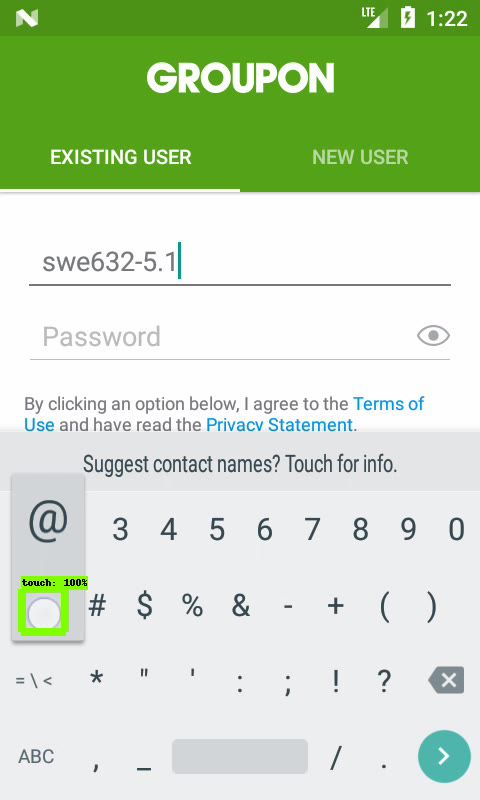 LTE 1:22
GROUPON
EXISTING USER NEW USER
swe632-5.1
Password
By clicking an option below, I agree to the Terms of
Use and have read the Privacy Statement.
Suggest contact names? Touch for info.
@ 3 4 5 6 7 8 9 0
touch: 100%
# $ % & - + ( )
= \ < * " ' : ; ! ?
ABC , _ / .